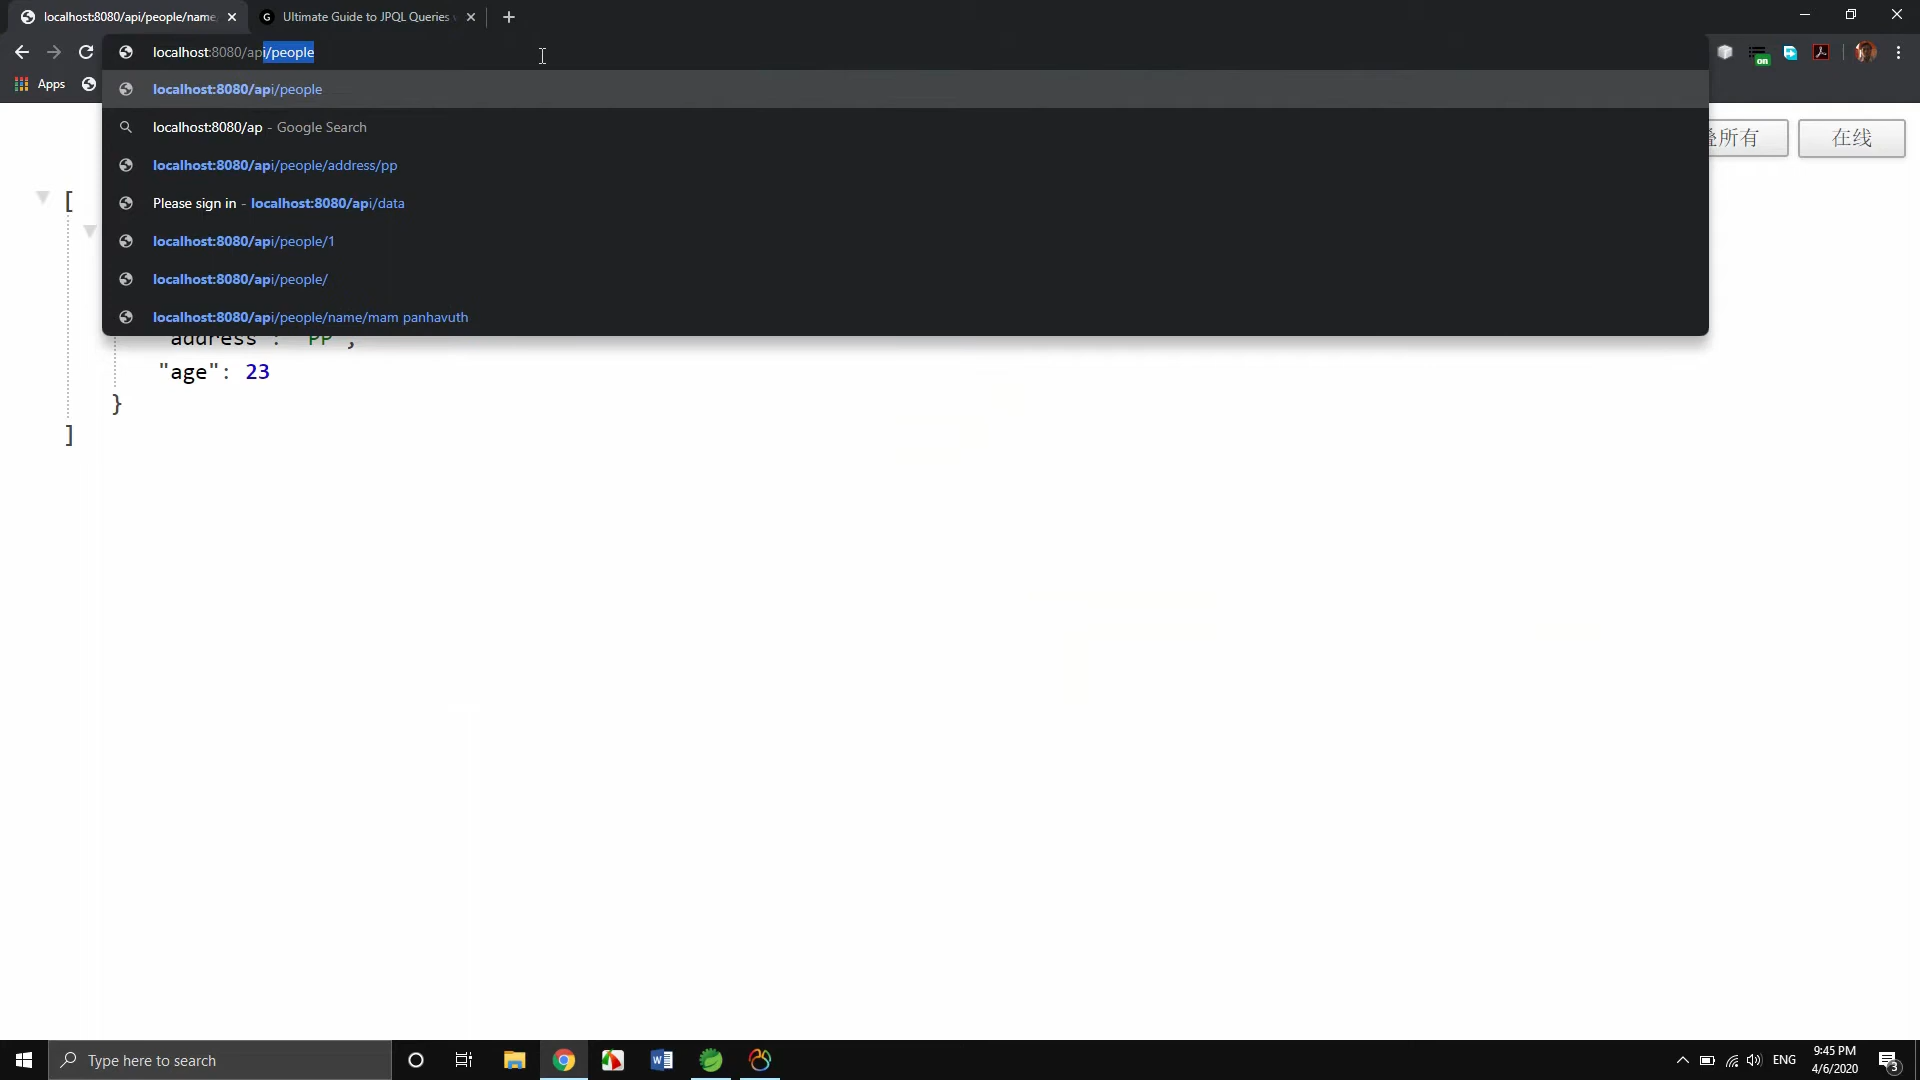 localhost:8080/api/people/name
Ultimate Guide to JPQL Queries
localhost:8080/api/people
on
Apps
localhost:8080/api/people
localhost:8080/ap - Google Search
localhost:8080/api/people/address/pp
Please sign in - localhost:8080/api/data
localhost:8080/api/people/1
localhost:8080/api/people/
localhost:8080/api/people/name/mam panhavuth
叠所有
在线
[
address : PP ,
"age": 23
}
]
Type here to search
ENG
9:45 PM
4/6/2020
3